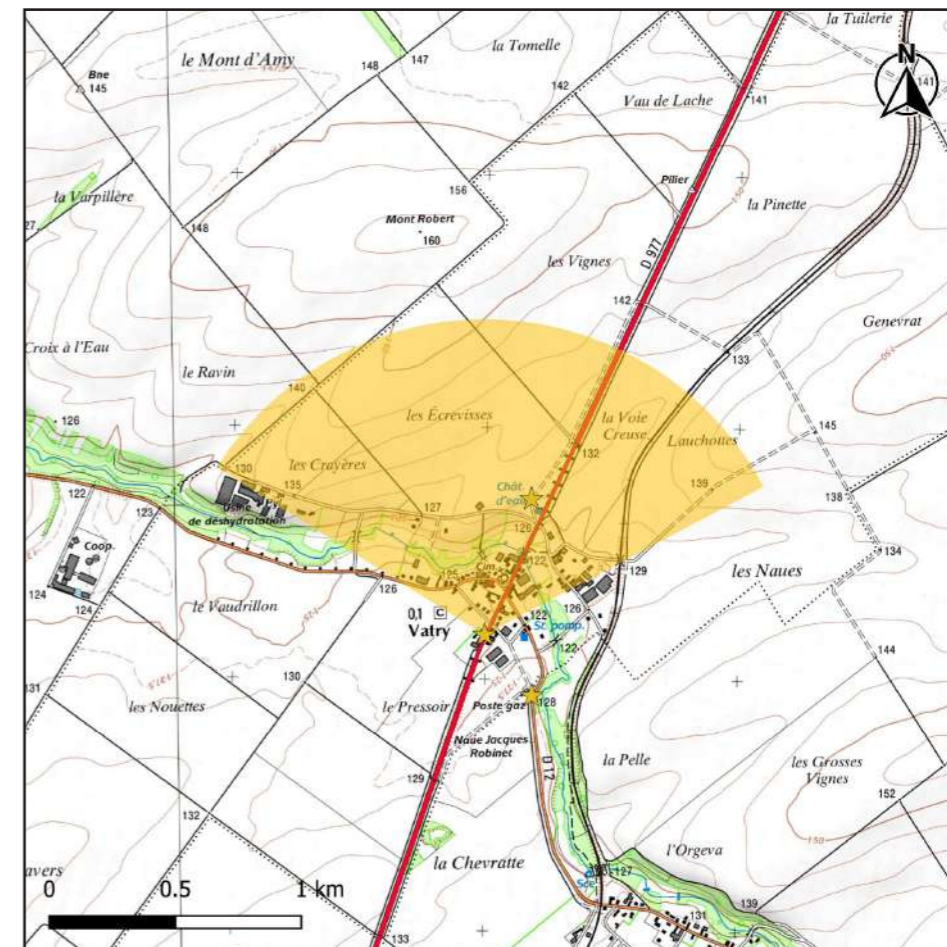 la Tuilerie
la Tomelle
le Mont d'Amy
148
147
N
Bne
145
142
Vau de Lache
141
141
Pilier
156
la Varpillère
la Pinette
Mont Robert
160
148
les Vignes
D 977
150
142
Genevrat
Croix à l'Eau
133
le Ravin
140
les Écrevisses
la Voie
Creuse
Lauchottes
126
132
145
130
les Crayères
135
139
122
127
Chât.
d'eau
138
123
Usine
de déshydratation
126
Coop.
122
134
Cim.
129
les Naues
124
124
126
le Vaudrillon
126
0,1 C
Vatry
122
St. pomp.
122
144
131
130
les Nouettes
le Pressoir
Poste gaz
128
Naue Jacques
Robinet
la Pelle
les Grosses
Vignes
129
D 12
152
132
150
la Chevratte
l'Orgeva
avers
Sce
127
139
131
133
0 0.5 1 km